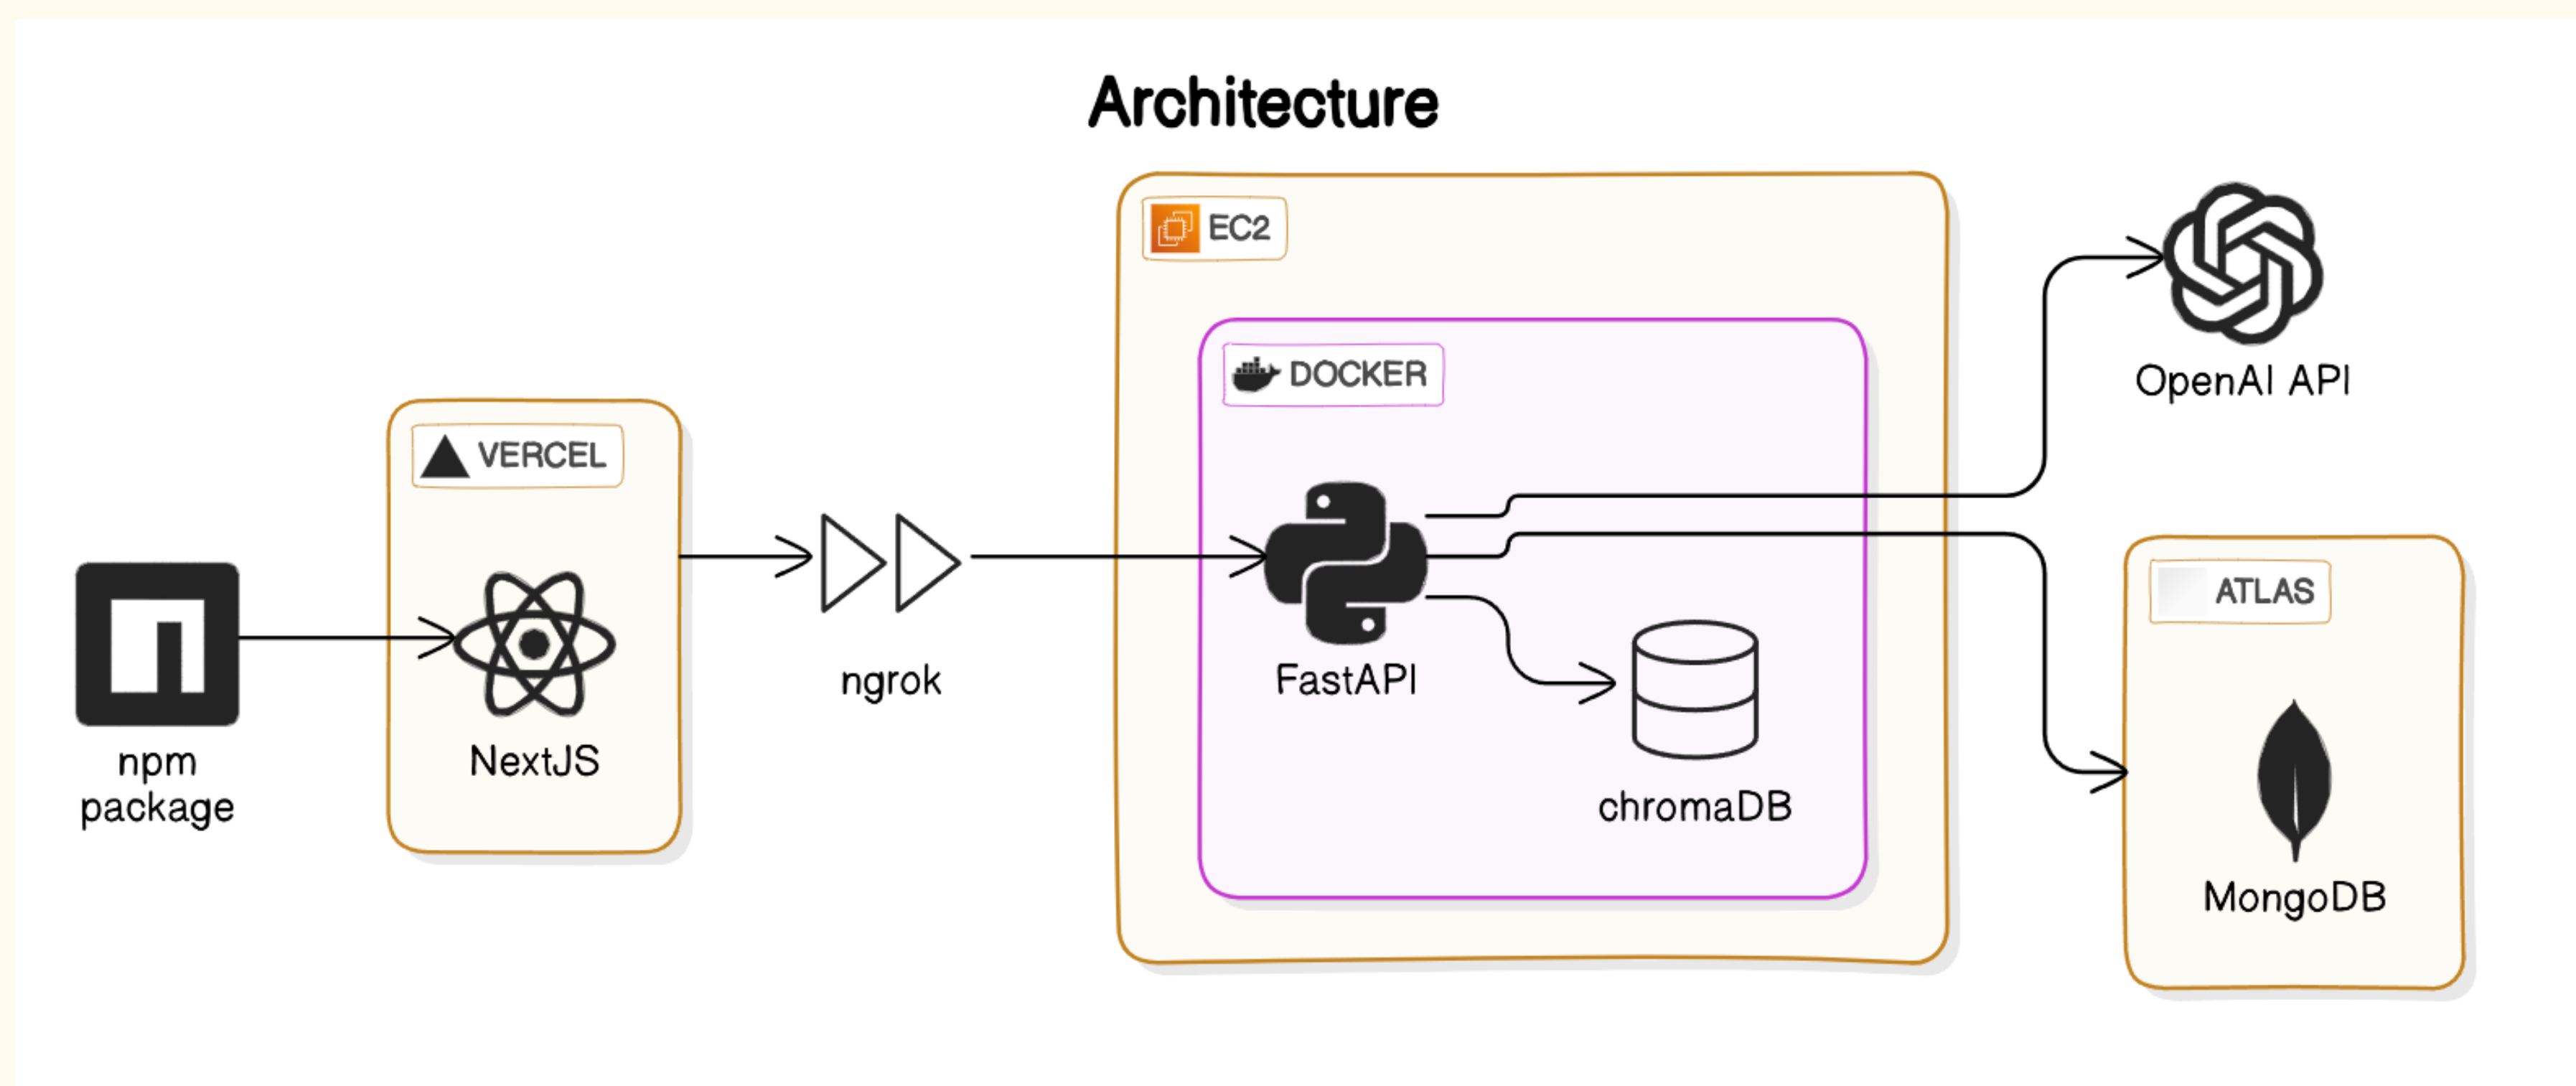 Architecture
EC2
DOCKER
OpenAI API
VERCEL
ATLAS
ngrok
FastAPI
NextJS
npm
package
chromaDB
MongoDB